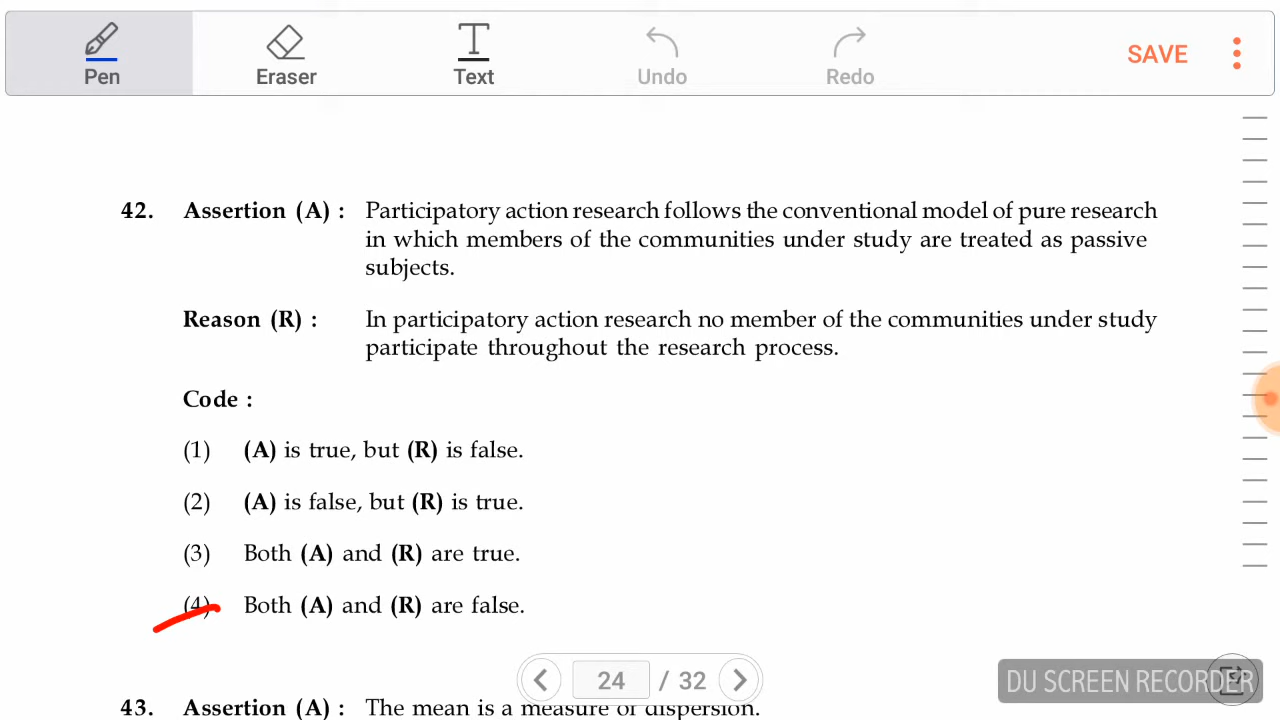 Pen
Eraser
Text
Undo
Redo
SAVE
42. Assertion (A) : Participatory action research follows the conventional model of pure research
in which members of the communities under study are treated as passive
subjects.
Reason (R) : In participatory action research no member of the communities under study
participate throughout the research process.
Code :
(1) (A) is true, but (R) is false.
(2) (A) is false, but (R) is true.
(3) Both (A) and (R) are true.
(4) Both (A) and (R) are false.
24 / 32
DU SCREEN RECORDER
43. Assertion (A) : The mean is a measure of dispersion.